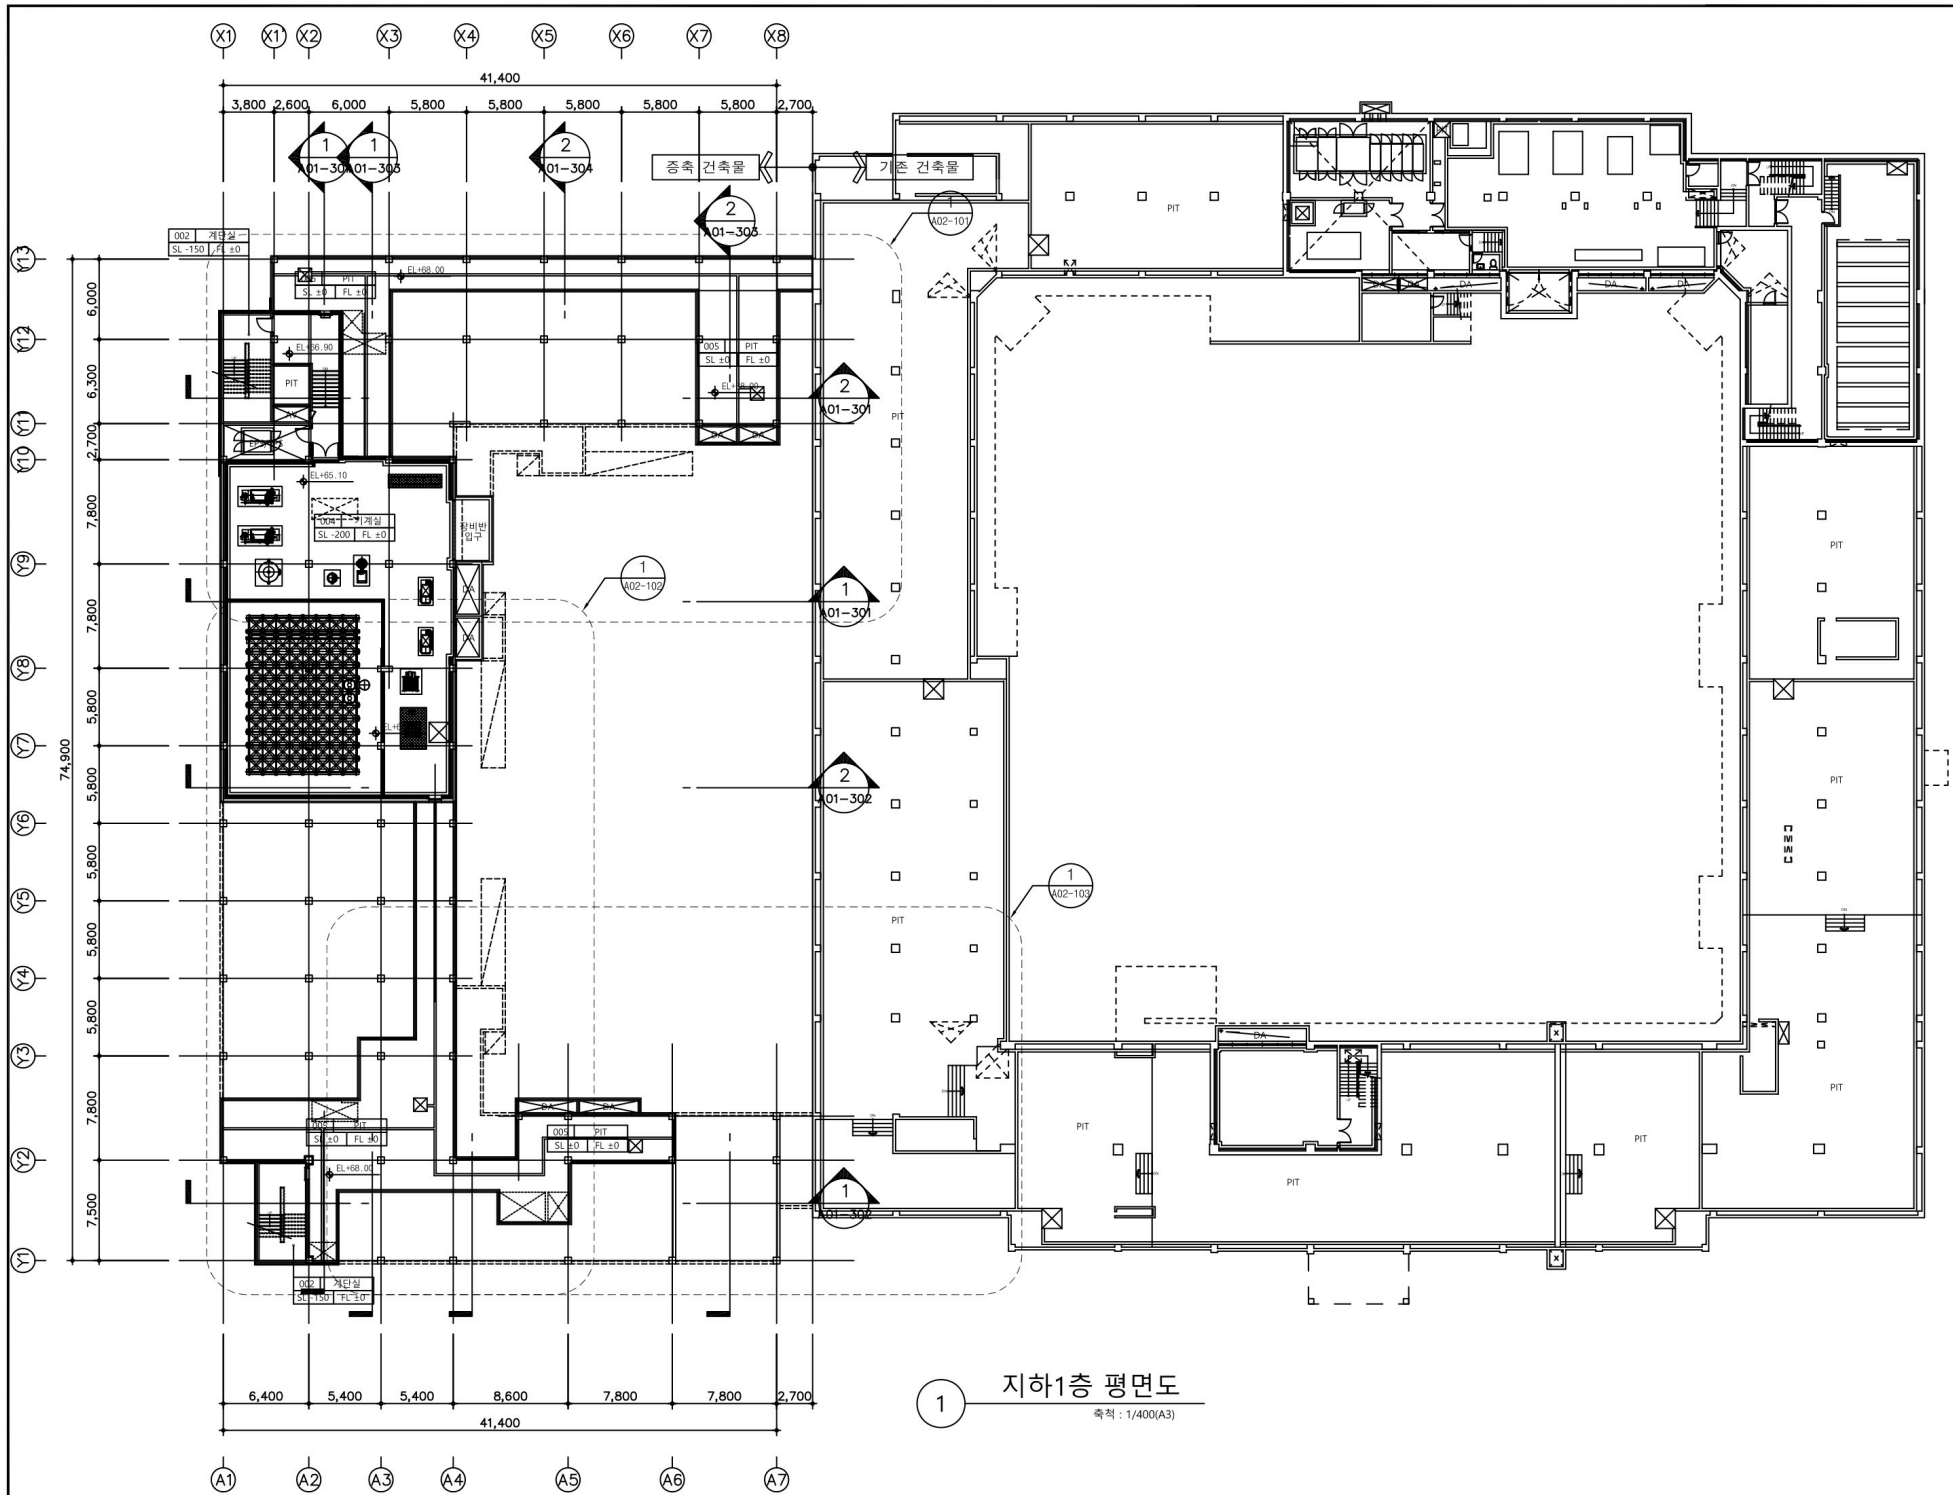 X1 X1' X2 X3 X4 X5 X6 X7 X8
41,400
3,800 2,600 6,000 5,800 5,800 5,800 5,800 5,800 2,700
1
1
A01-303
2
A01-304
증축 건축물
기존 건축물
2
A01-303
1
A02-101
PIT
002 계단실
SL -150 FL ±0
Y13
PIT
SL ±0 FL ±0
EL+68.00
DA DA DA DA DA
6,000
Y12
EL+66.90
005 PIT
SL ±0 FL ±0
6,300
PIT
2
A01-301
PIT
Y11
AV
DA DA
2,700
Y10
EL+65.10
7,800
004 기계실
SL -200 FL ±0
장비반입구
PIT
Y9
1
A02-102
DA
1
A01-301
7,800
DA
Y8
5,800
Y7
74,900
2
A01-302
PIT
5,800
Y6
5,800
Y5
1
A02-103
PIT
5,800
Y4
5,800
Y3
DA
PIT
7,800
DA DA
005 PIT
SL ±0 FL ±0
005 PIT
SL ±0 FL ±0
PIT
PIT
Y2
EL+68.00
PIT
1
A01-302
7,500
Y1
002 계단실
SL -150 FL ±0
6,400 5,400 5,400 8,600 7,800 7,800 2,700
41,400
A1 A2 A3 A4 A5 A6 A7
1
지하1층 평면도
축척 : 1/400(A3)